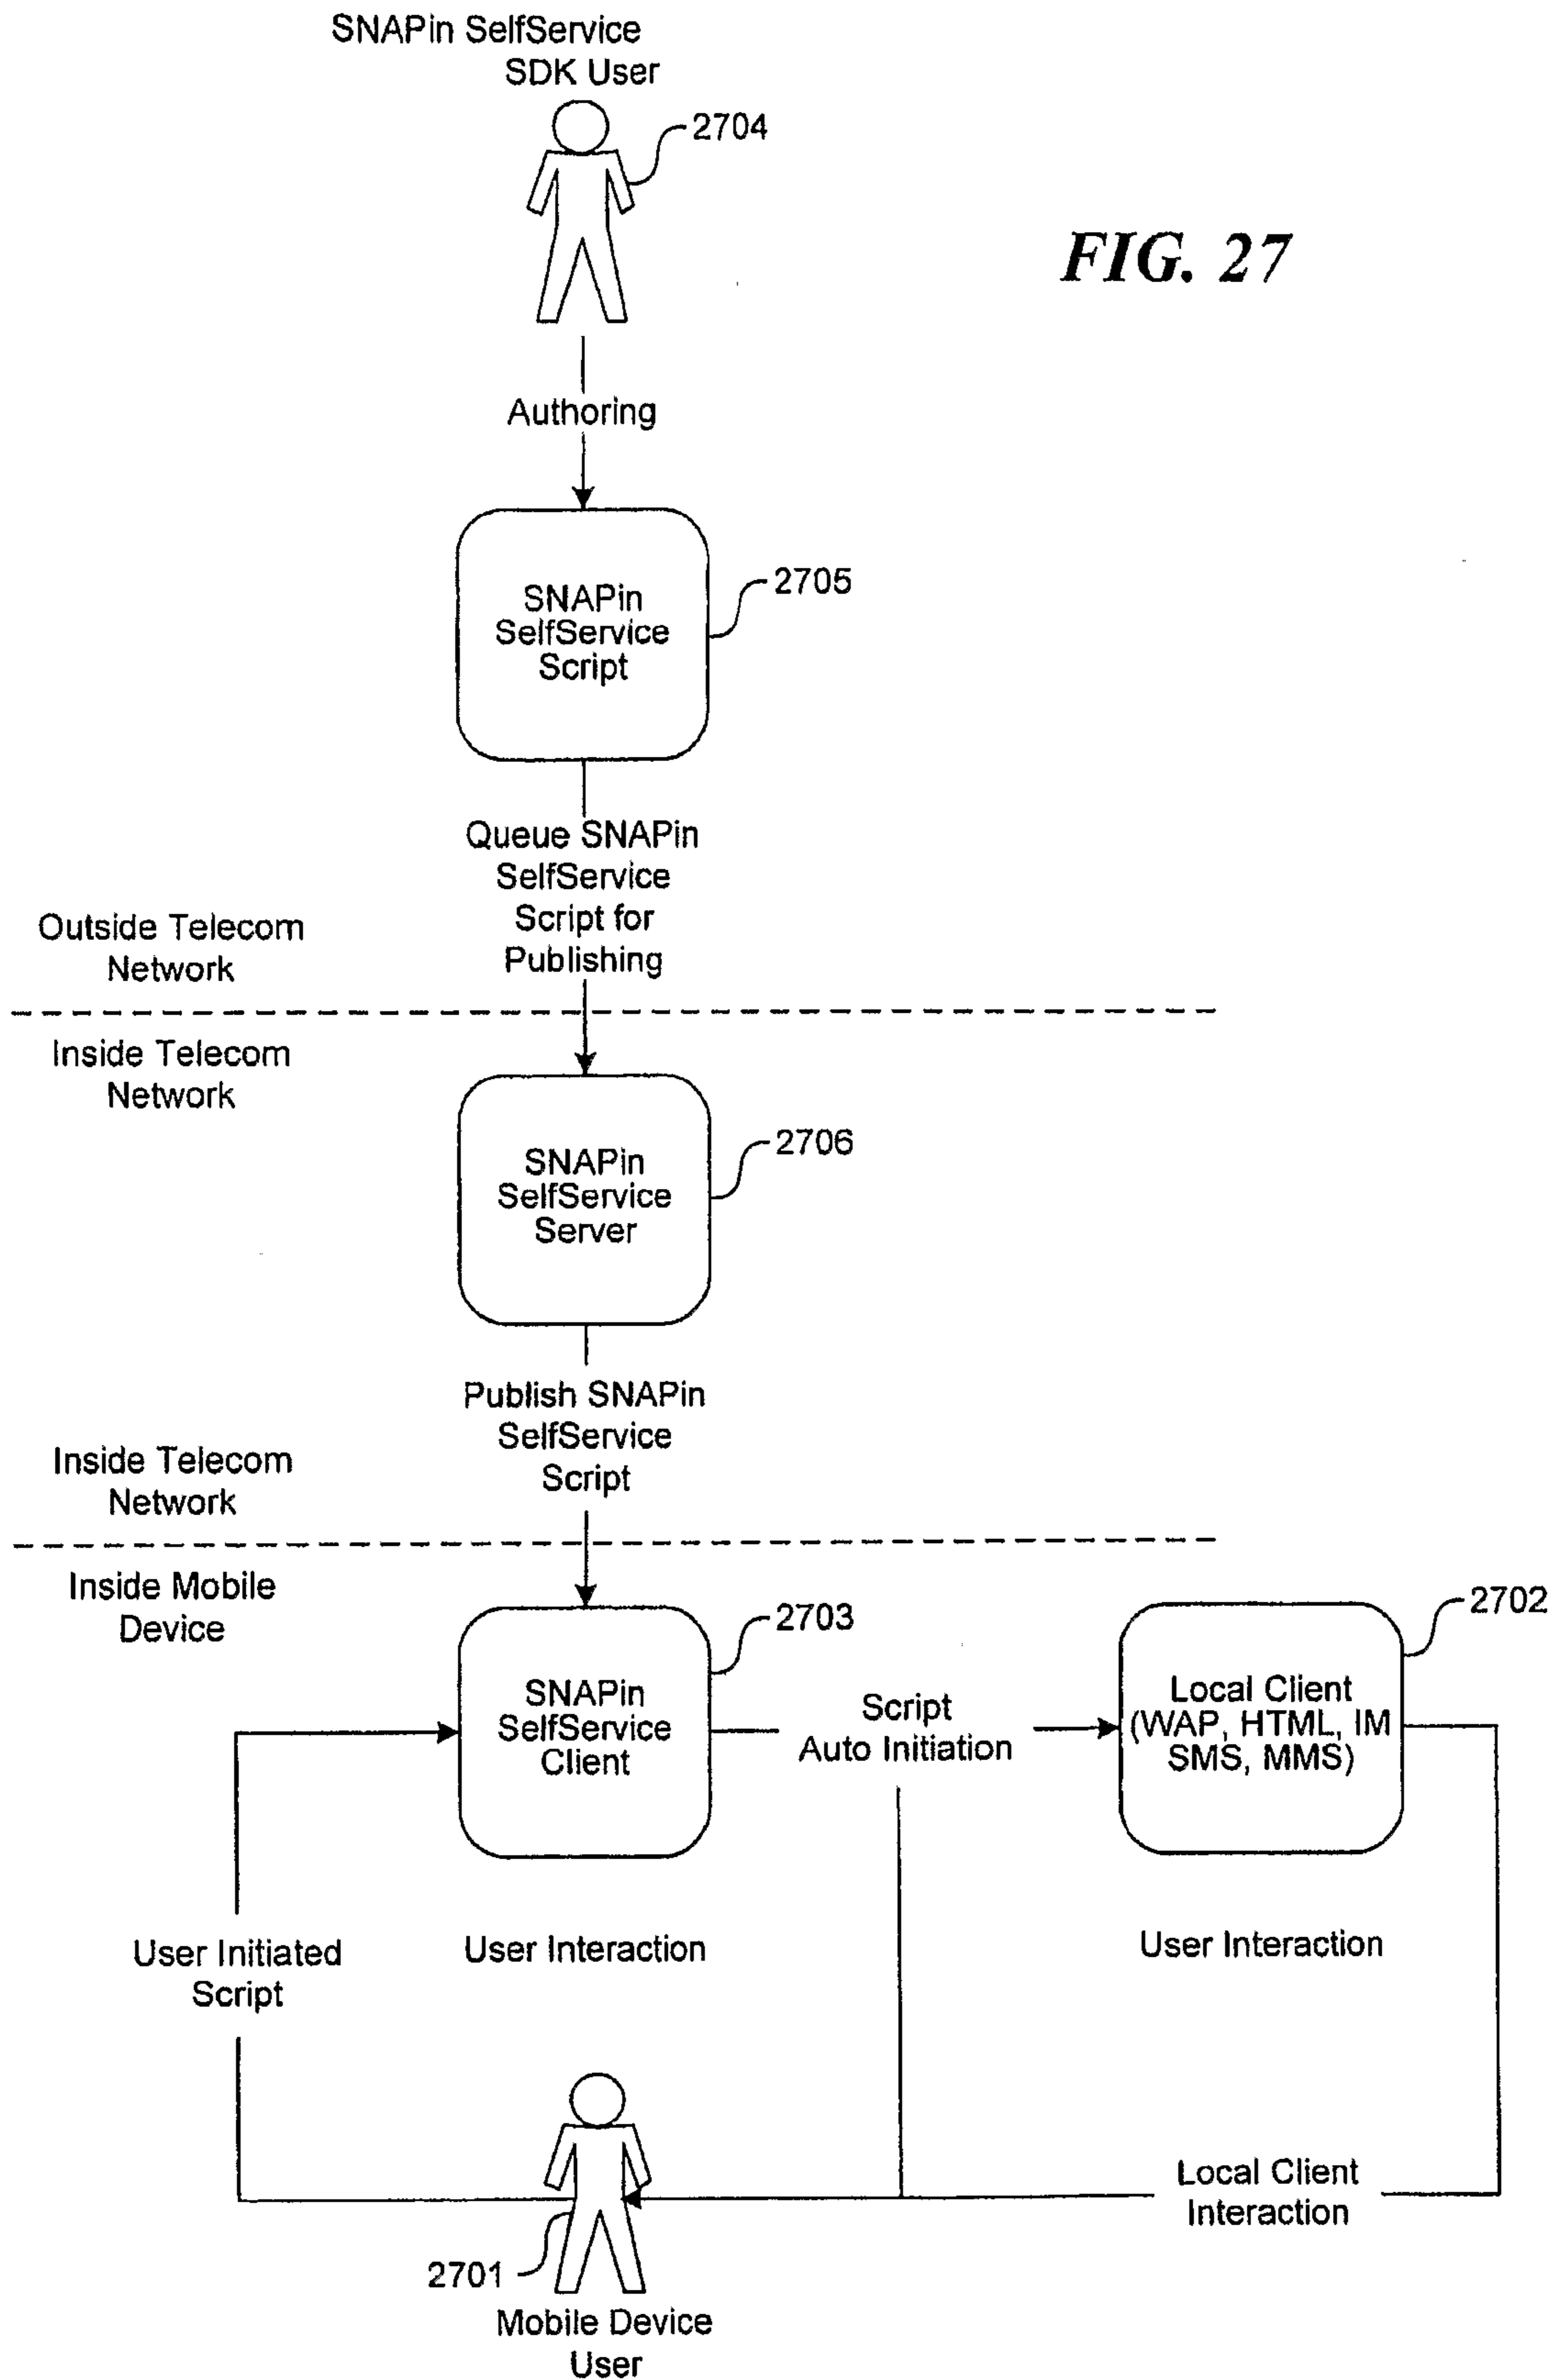 SNAPin SelfService
SDK User
2704
FIG. 27
Authoring
SNAPin
SelfService
Script
2705
Queue SNAPin
SelfService
Script for
Publishing
Outside Telecom
Network
Inside Telecom
Network
SNAPin
SelfService
Server
2706
Publish SNAPin
SelfService
Script
Inside Telecom
Network
Inside Mobile
Device
SNAPin
SelfService
Client
2703
Script
Auto Initiation
Local Client
(WAP, HTML, IM
SMS, MMS)
2702
User Initiated
Script
User Interaction
User Interaction
Local Client
Interaction
2701
Mobile Device
User